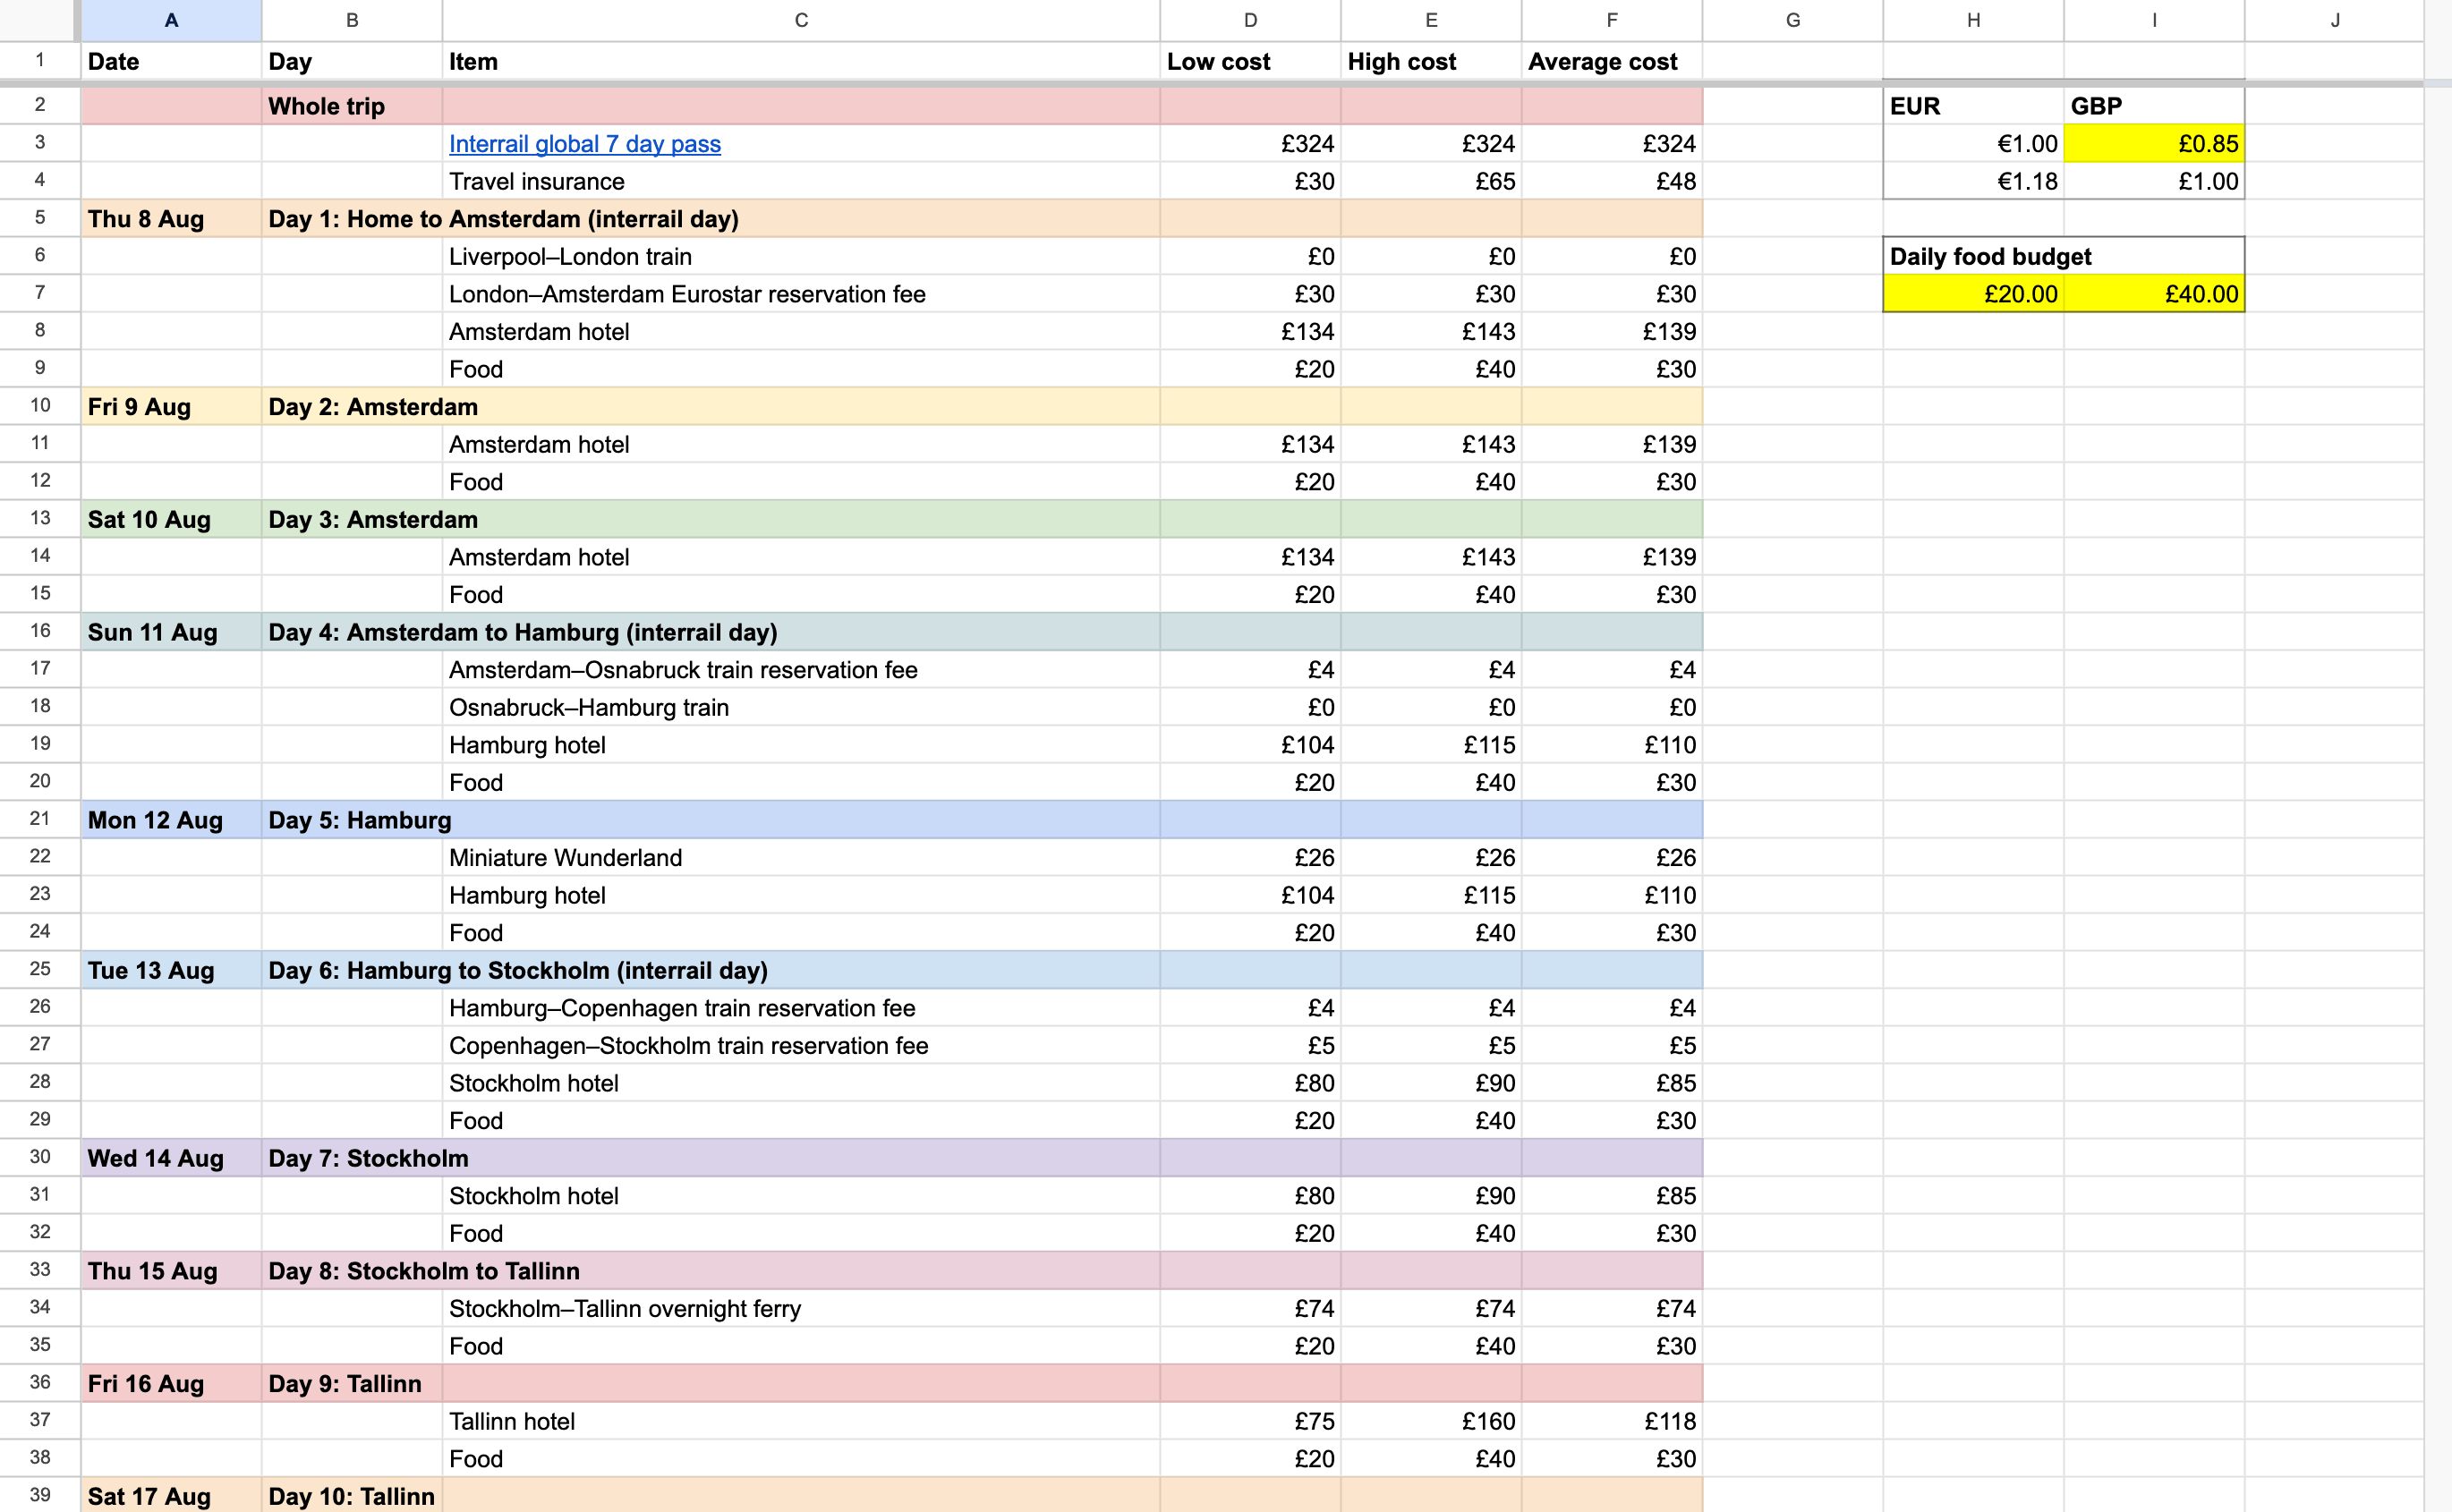 A B C D E F G H I J
1 Date Day Item Low cost High cost Average cost
2 Whole trip EUR GBP
3 Interrail global 7 day pass £324 £324 £324 €1.00 £0.85
4 Travel insurance £30 £65 £48 €1.18 £1.00
5 Thu 8 Aug Day 1: Home to Amsterdam (interrail day)
6 Liverpool–London train £0 £0 £0 Daily food budget
7 London–Amsterdam Eurostar reservation fee £30 £30 £30 £20.00 £40.00
8 Amsterdam hotel £134 £143 £139
9 Food £20 £40 £30
10 Fri 9 Aug Day 2: Amsterdam
11 Amsterdam hotel £134 £143 £139
12 Food £20 £40 £30
13 Sat 10 Aug Day 3: Amsterdam
14 Amsterdam hotel £134 £143 £139
15 Food £20 £40 £30
16 Sun 11 Aug Day 4: Amsterdam to Hamburg (interrail day)
17 Amsterdam–Osnabruck train reservation fee £4 £4 £4
18 Osnabruck–Hamburg train £0 £0 £0
19 Hamburg hotel £104 £115 £110
20 Food £20 £40 £30
21 Mon 12 Aug Day 5: Hamburg
22 Miniature Wunderland £26 £26 £26
23 Hamburg hotel £104 £115 £110
24 Food £20 £40 £30
25 Tue 13 Aug Day 6: Hamburg to Stockholm (interrail day)
26 Hamburg–Copenhagen train reservation fee £4 £4 £4
27 Copenhagen–Stockholm train reservation fee £5 £5 £5
28 Stockholm hotel £80 £90 £85
29 Food £20 £40 £30
30 Wed 14 Aug Day 7: Stockholm
31 Stockholm hotel £80 £90 £85
32 Food £20 £40 £30
33 Thu 15 Aug Day 8: Stockholm to Tallinn
34 Stockholm–Tallinn overnight ferry £74 £74 £74
35 Food £20 £40 £30
36 Fri 16 Aug Day 9: Tallinn
37 Tallinn hotel £75 £160 £118
38 Food £20 £40 £30
39 Sat 17 Aug Day 10: Tallinn